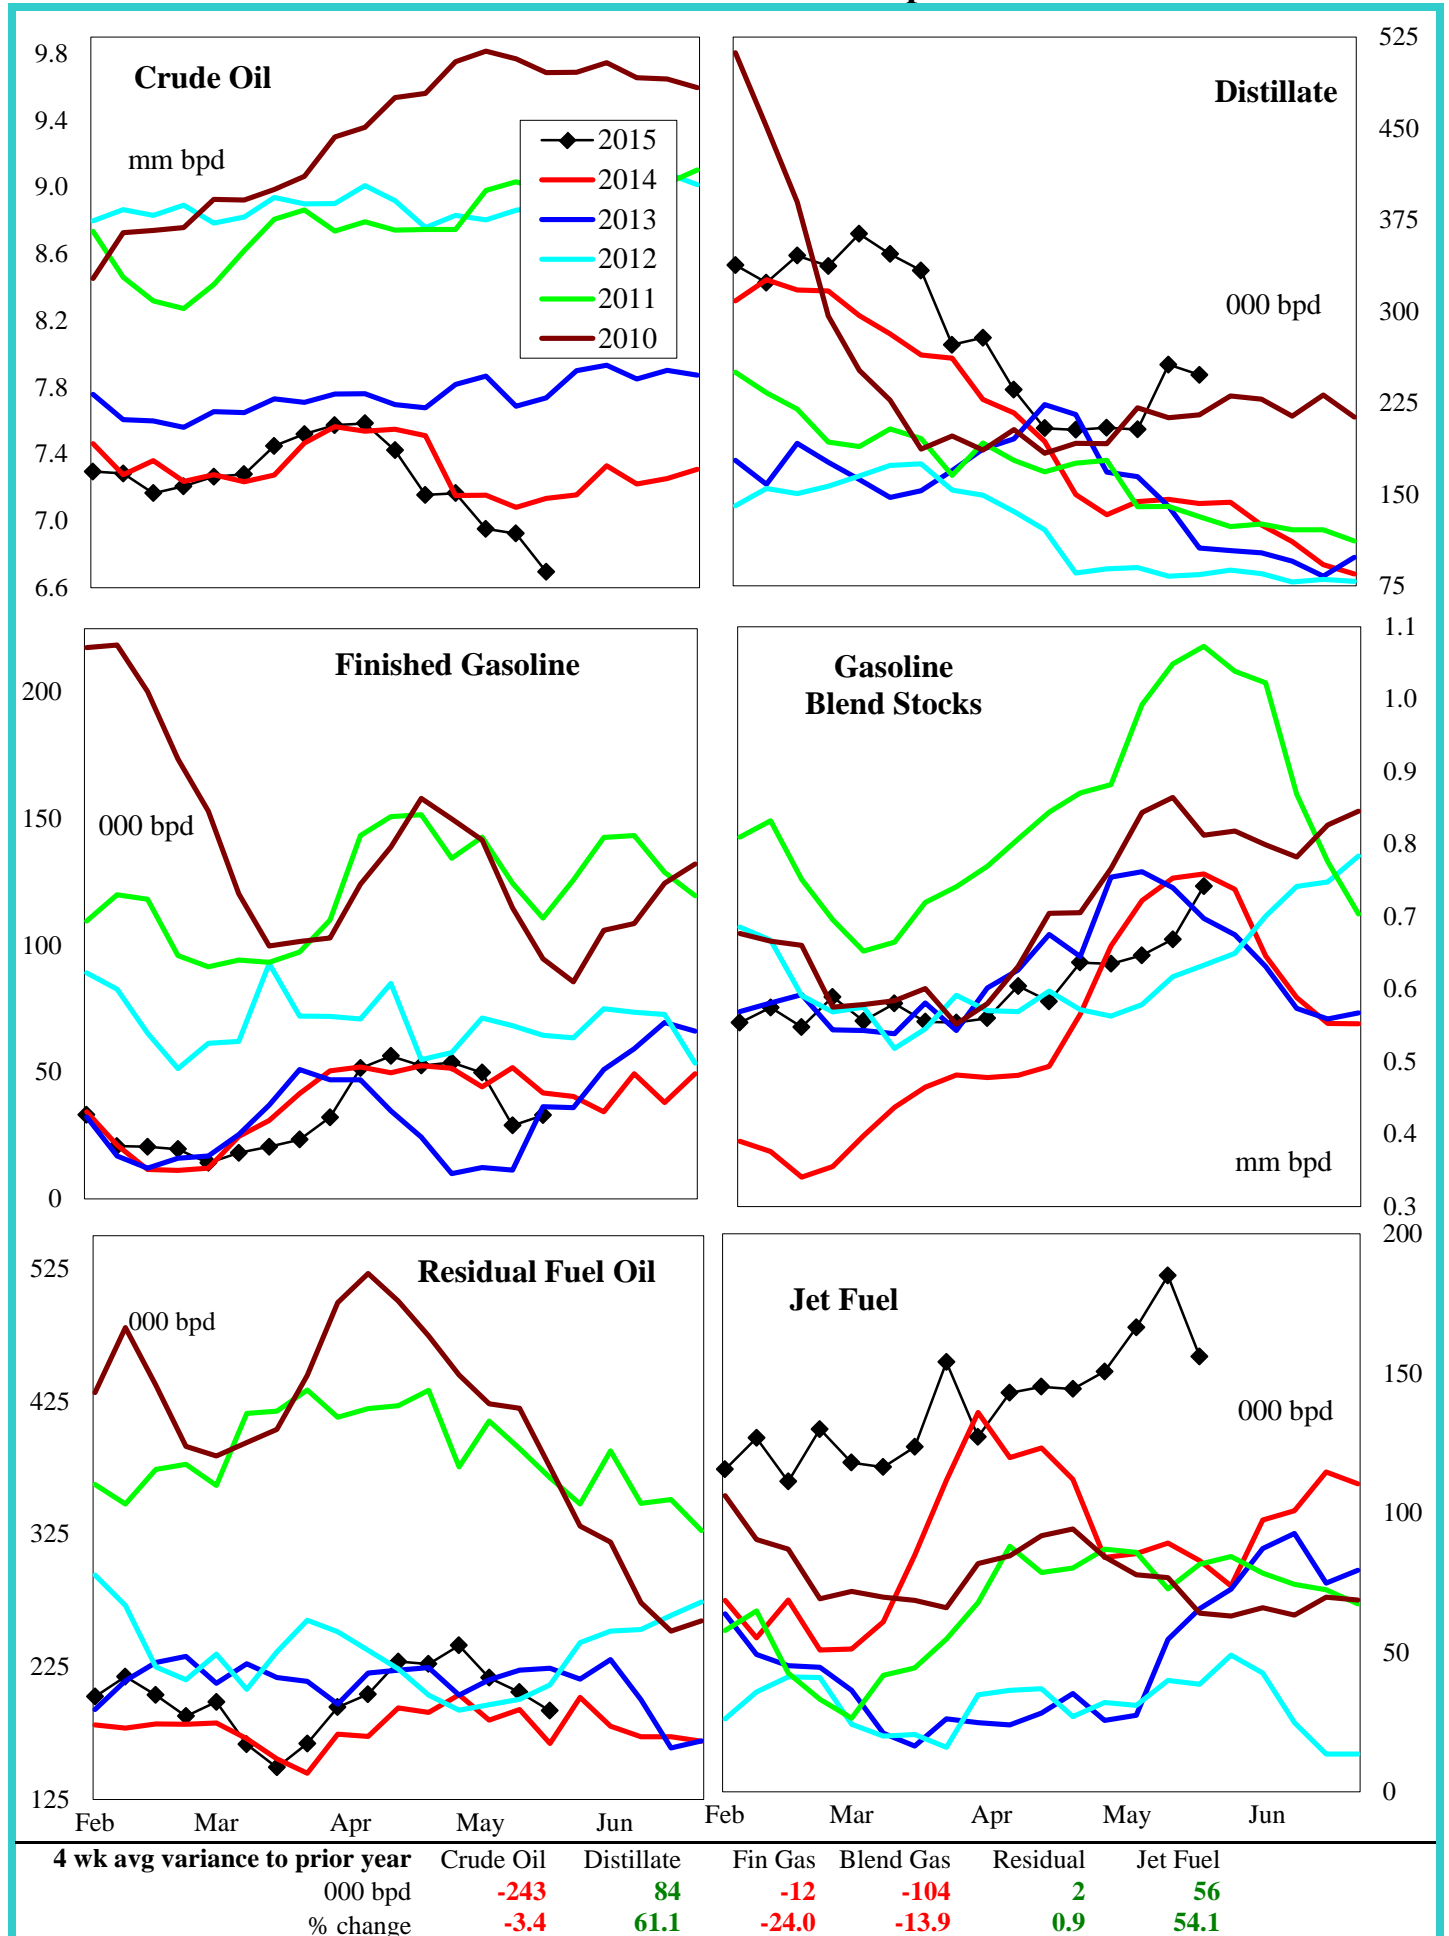 9.8
9.4
9.0
8.6
8.2
7.8
7.4
7.0
6.6
Crude Oil
mm bpd
2015
2014
2013
2012
2011
2010
Distillate
000 bpd
525
450
375
300
225
150
75
200
150
100
50
0
Finished Gasoline
000 bpd
Gasoline
Blend Stocks
mm bpd
1.1
1.0
0.9
0.8
0.7
0.6
0.5
0.4
0.3
525
425
325
225
125
Residual Fuel Oil
000 bpd
Feb Mar Apr May Jun
Jet Fuel
000 bpd
200
150
100
50
0
Feb Mar Apr May Jun
4 wk avg variance to prior year Crude Oil Distillate Fin Gas Blend Gas Residual Jet Fuel
000 bpd -243 84 -12 -104 2 56
% change -3.4 61.1 -24.0 -13.9 0.9 54.1